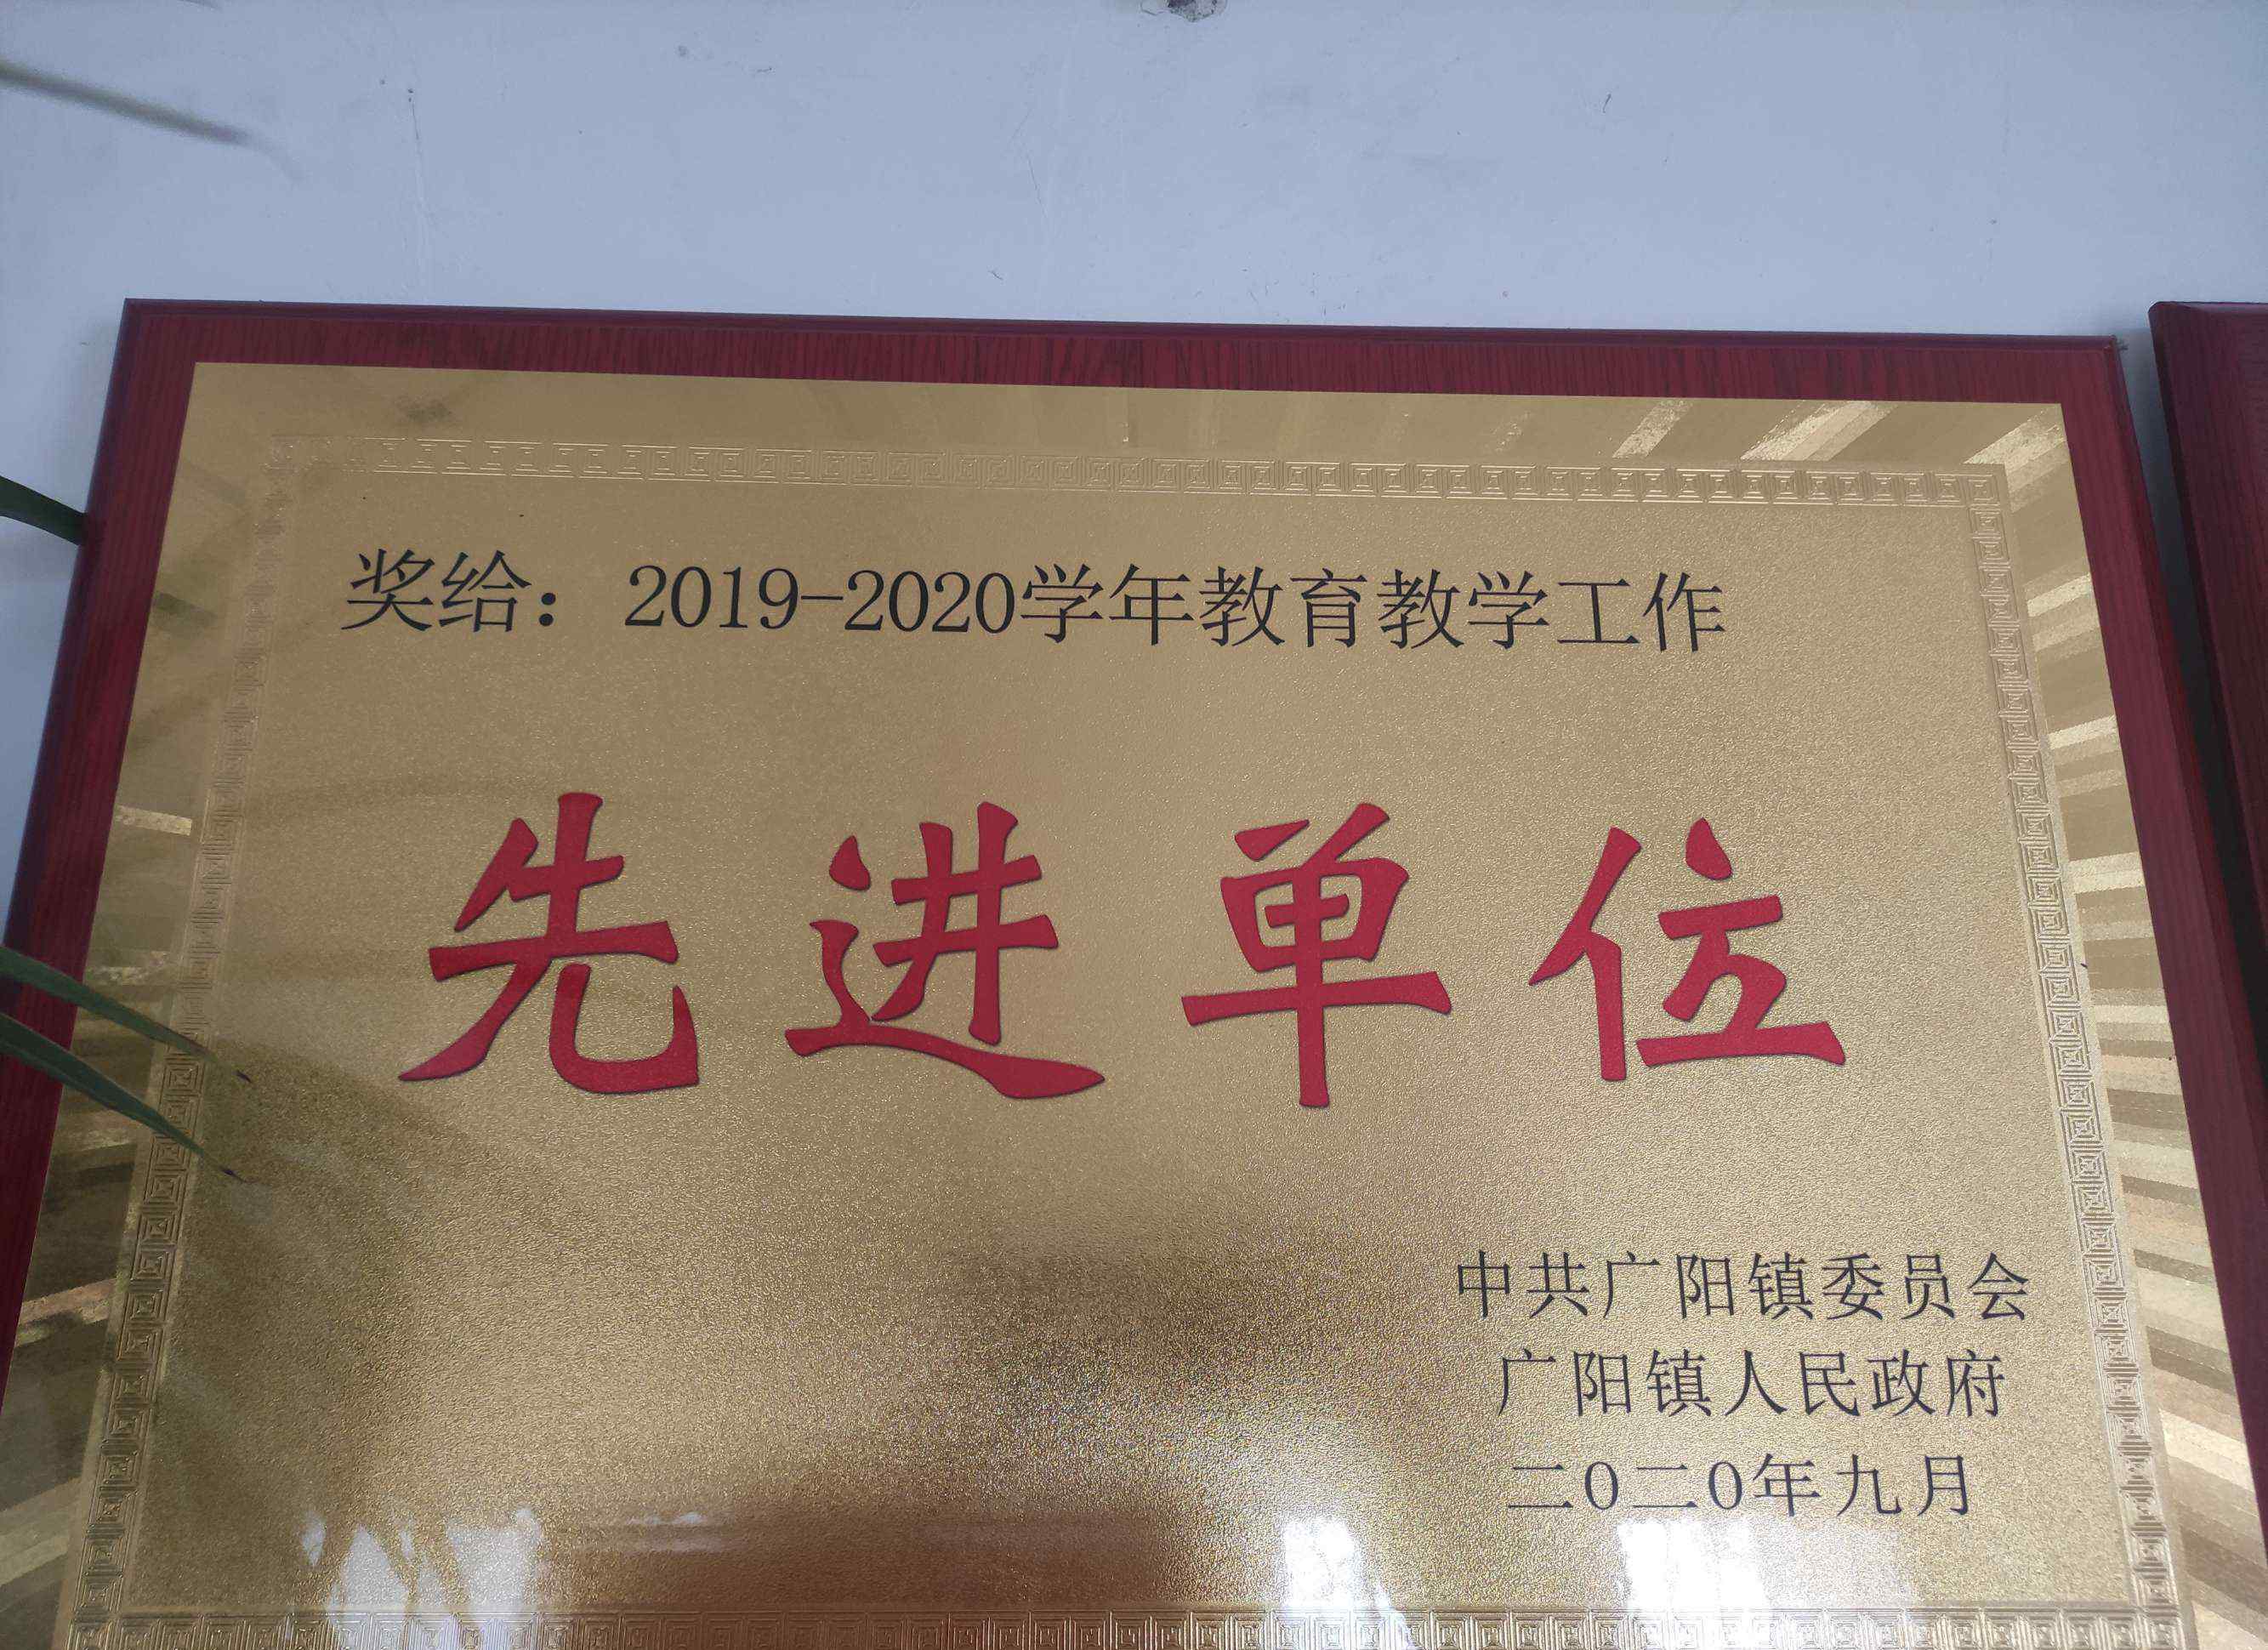 奖给：2019-2020学年教育教学工作
先进单位
中共广阳镇委员会
广阳镇人民政府
二〇二〇年九月